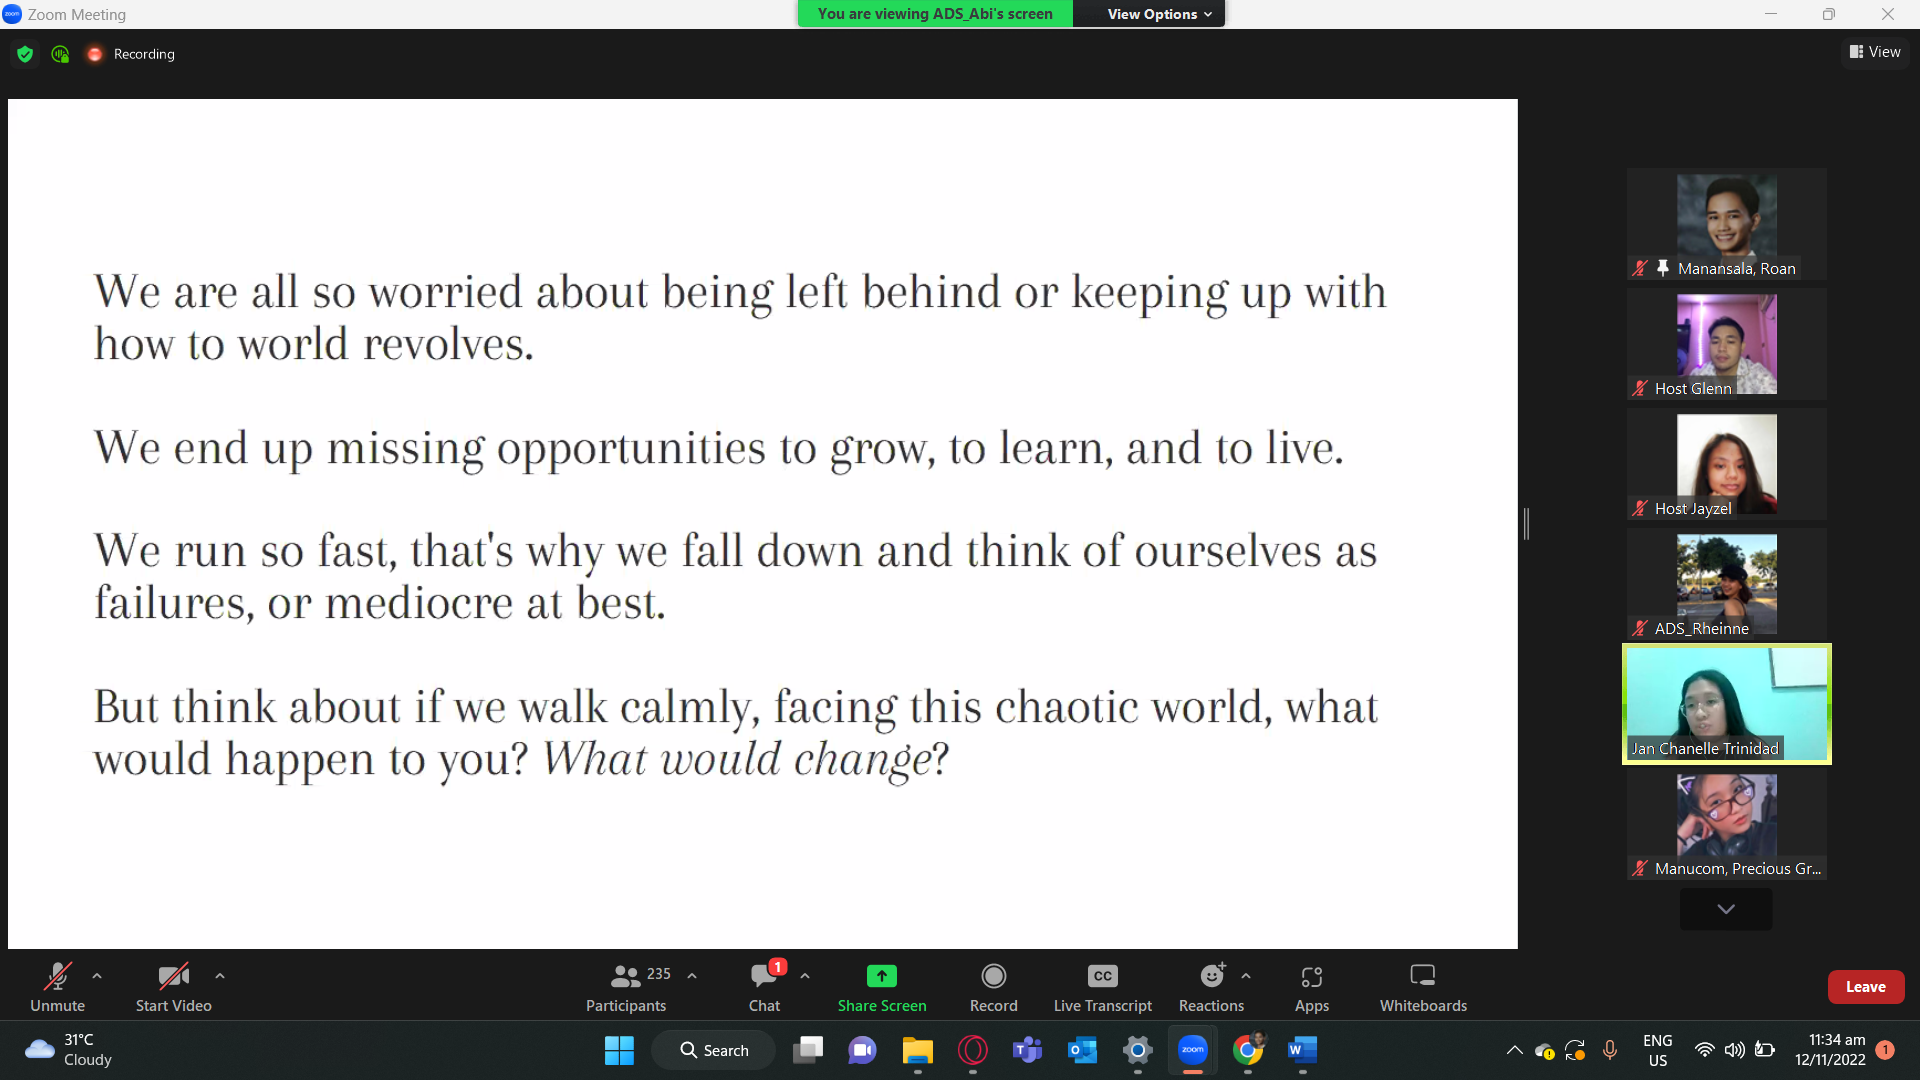 Zoom Meeting
You are viewing ADS_Abi's screen
View Options
Recording
View
We are all so worried about being left behind or keeping up with
how to world revolves.
We end up missing opportunities to grow, to learn, and to live.
We run so fast, that's why we fall down and think of ourselves as
failures, or mediocre at best.
But think about if we walk calmly, facing this chaotic world, what
would happen to you? What would change?
Manansala, Roan
Host Glenn
Host Jayzel
ADS_Rheinne
Jan Chanelle Trinidad
Manucom, Precious Gr...
Unmute
Start Video
235
Participants
1
Chat
Share Screen
Record
CC
Live Transcript
Reactions
Apps
Whiteboards
Leave
31°C
Cloudy
Search
zoom
ENG
US
11:34 am
12/11/2022
1